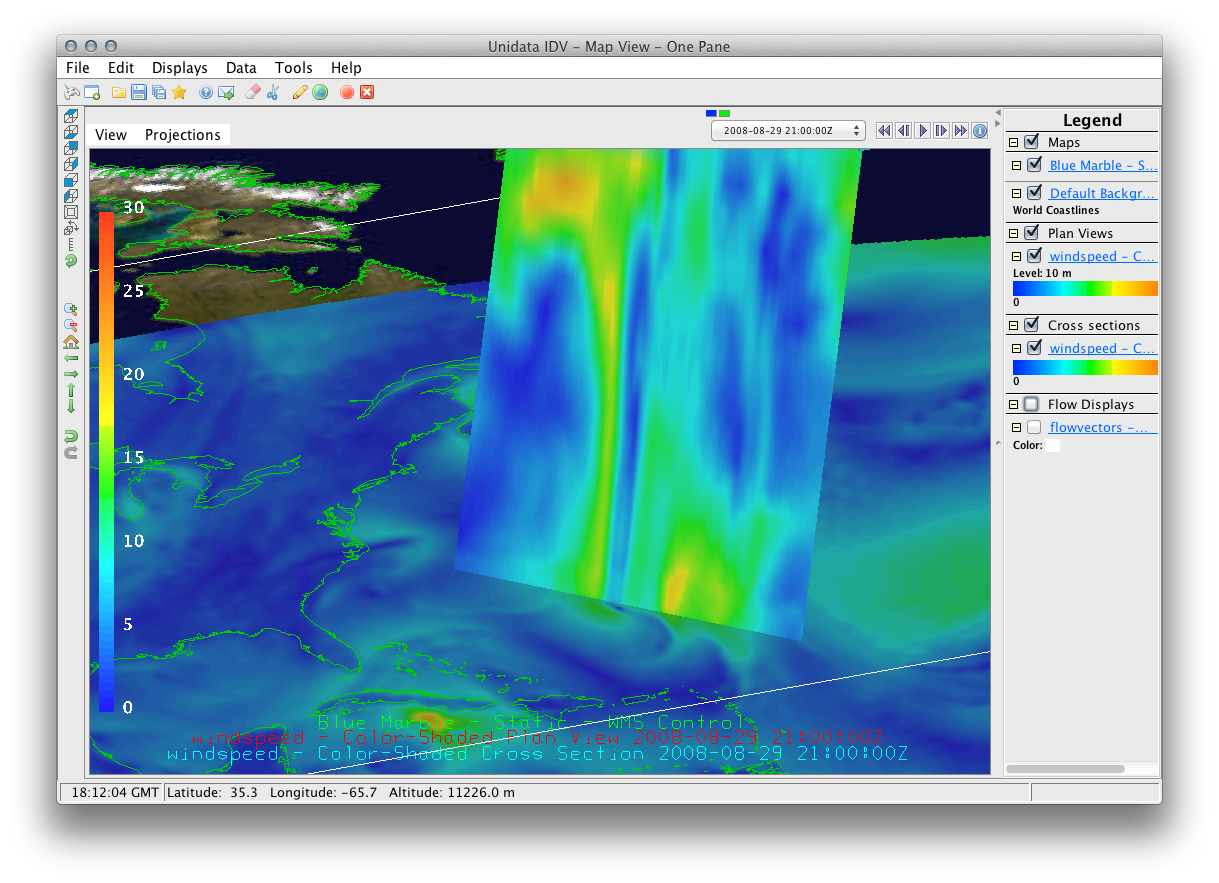 Unidata IDV – Map View – One Pane
File Edit Displays Data Tools Help
View Projections
2008-08-29 21:00:00Z
30
25
20
15
10
5
0
Blue Marble - Static - WMS Control
windspeed - Color-Shaded Plan View 2008-08-29 21:00:00Z
windspeed - Color-Shaded Cross Section 2008-08-29 21:00:00Z
Legend
Maps
Blue Marble – S...
Default Backgr...
World Coastlines
Plan Views
windspeed – C...
Level: 10 m
0
Cross sections
windspeed – C...
0
Flow Displays
flowvectors –...
Color:
18:12:04 GMT Latitude: 35.3 Longitude: -65.7 Altitude: 11226.0 m